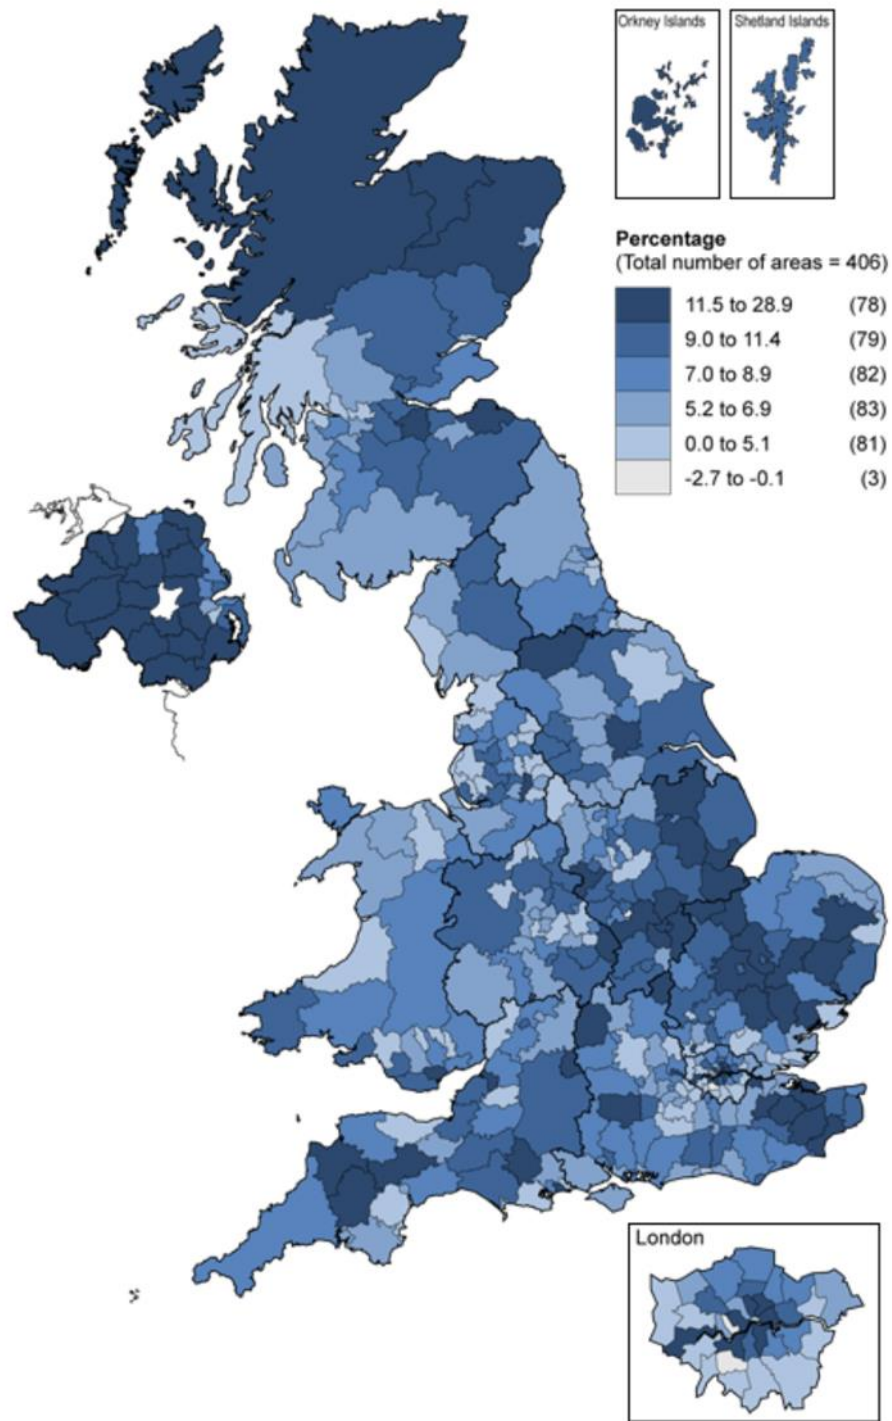 Orkney Islands
Shetland Islands
Percentage
(Total number of areas = 406)
11.5 to 28.9 (78)
9.0 to 11.4 (79)
7.0 to 8.9 (82)
5.2 to 6.9 (83)
0.0 to 5.1 (81)
-2.7 to -0.1 (3)
London